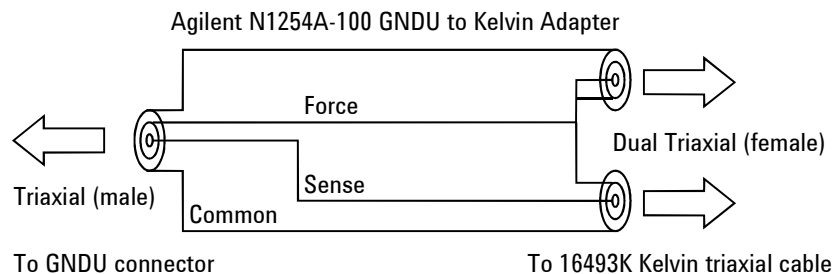 Agilent N1254A-100 GNDU to Kelvin Adapter
Force
Dual Triaxial (female)
Triaxial (male)
Sense
Common
To GNDU connector
To 16493K Kelvin triaxial cable